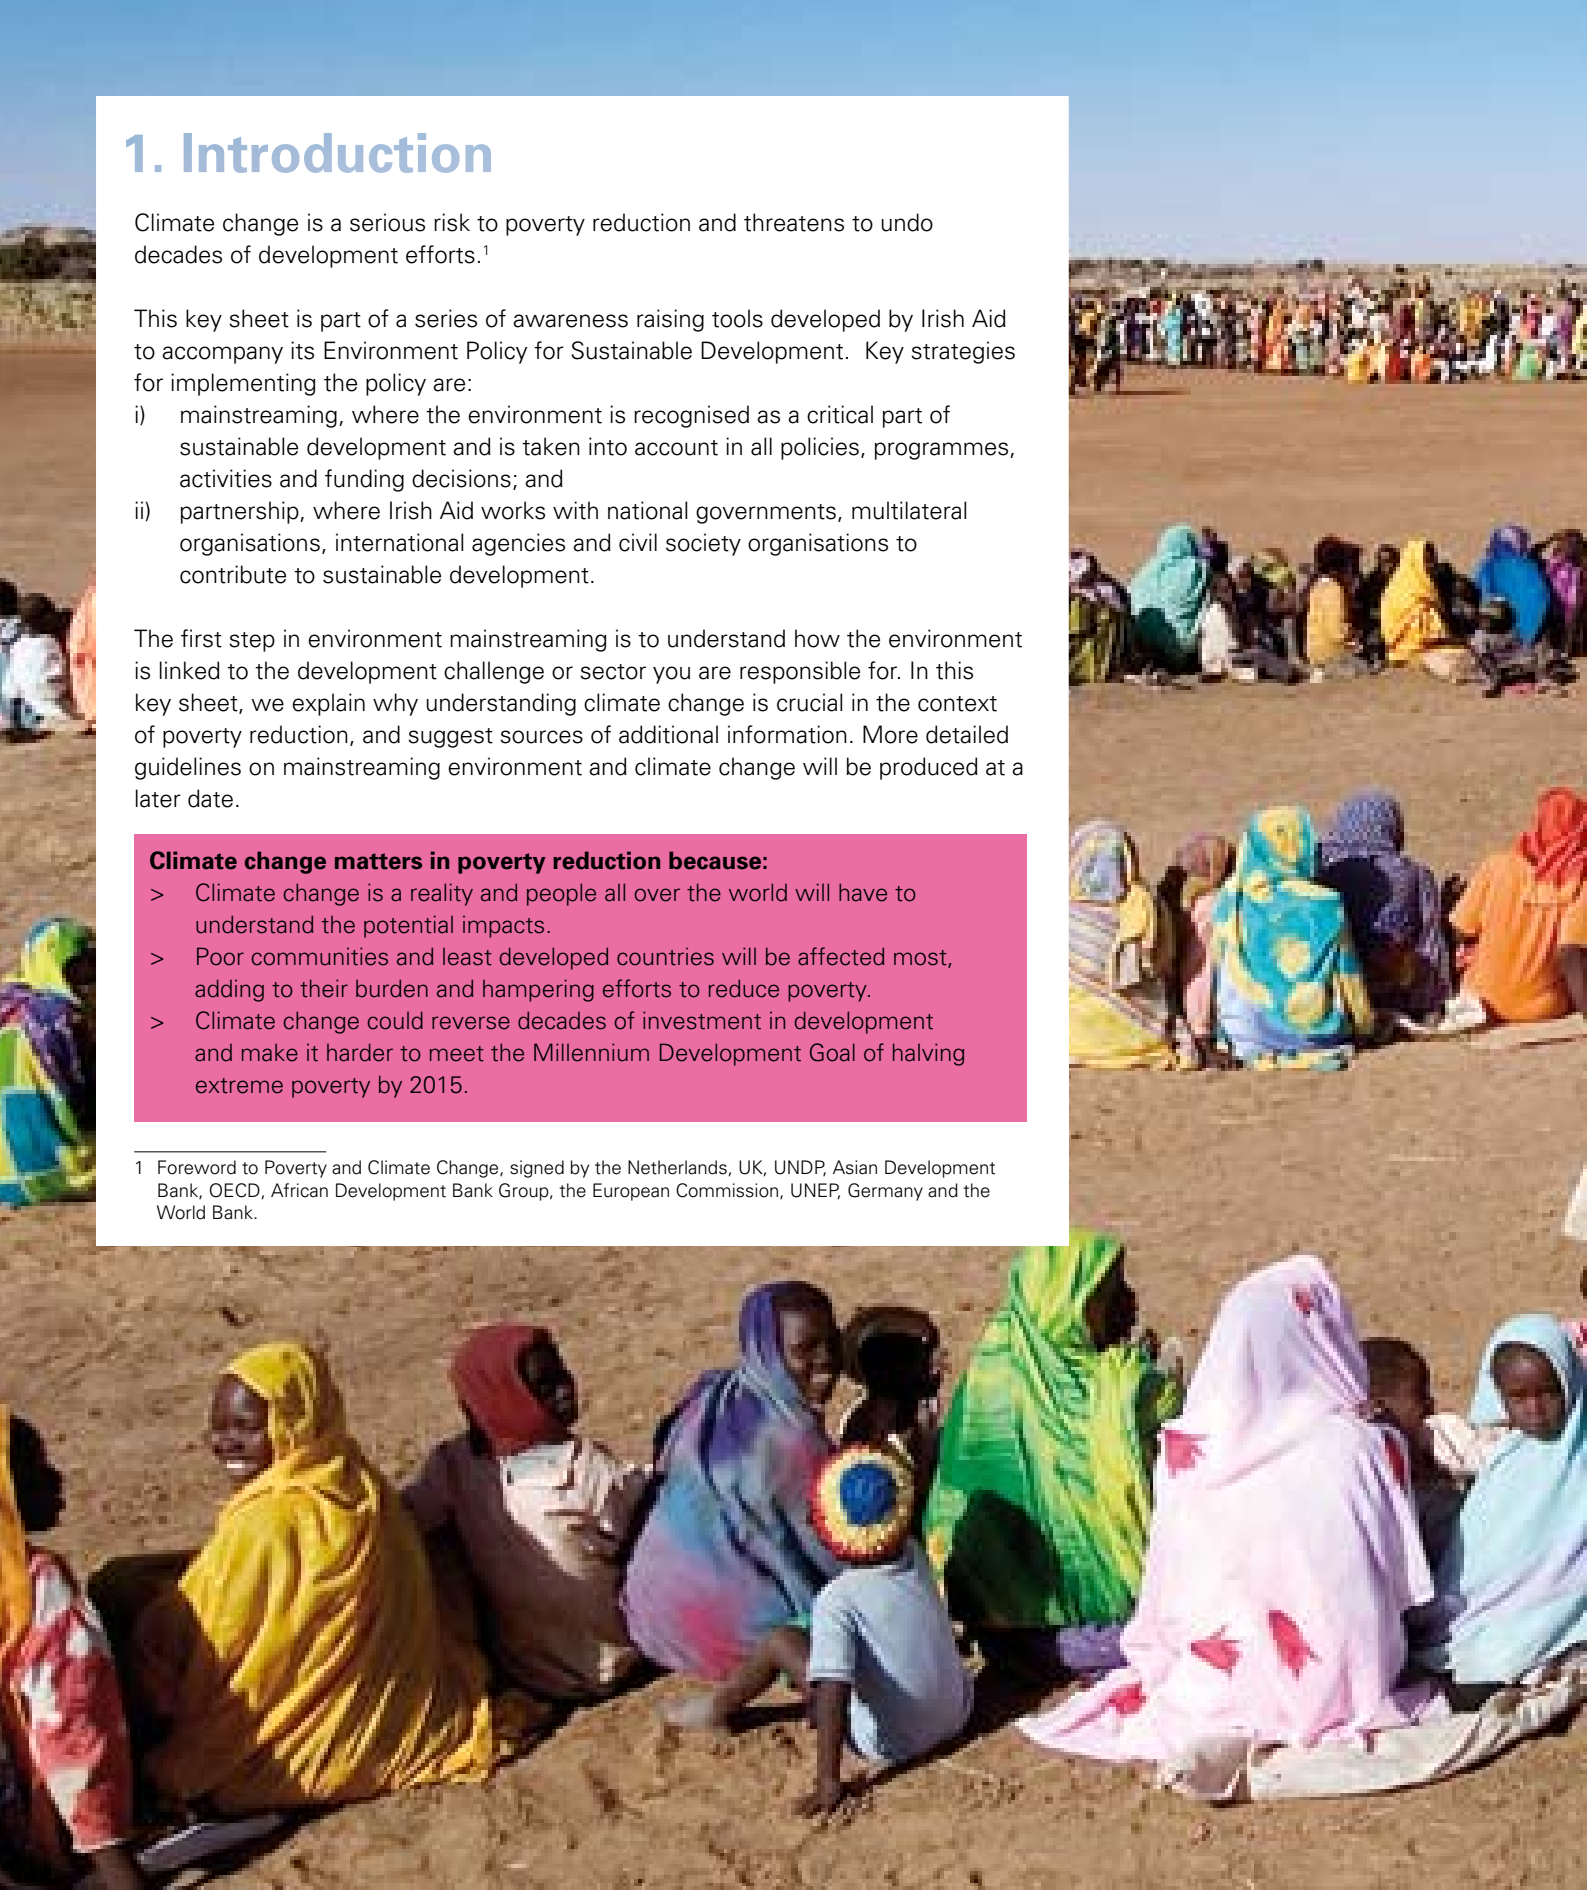 1. Introduction
Climate change is a serious risk to poverty reduction and threatens to undo
decades of development efforts.1
This key sheet is part of a series of awareness raising tools developed by Irish Aid
to accompany its Environment Policy for Sustainable Development.  Key strategies
for implementing the policy are:
i) mainstreaming, where the environment is recognised as a critical part of
sustainable development and is taken into account in all policies, programmes,
activities and funding decisions; and
ii) partnership, where Irish Aid works with national governments, multilateral
organisations, international agencies and civil society organisations to
contribute to sustainable development.
The first step in environment mainstreaming is to understand how the environment
is linked to the development challenge or sector you are responsible for. In this
key sheet, we explain why understanding climate change is crucial in the context
of poverty reduction, and suggest sources of additional information. More detailed
guidelines on mainstreaming environment and climate change will be produced at a
later date.
Climate change matters in poverty reduction because:
> Climate change is a reality and people all over the world will have to
understand the potential impacts.
> Poor communities and least developed countries will be affected most,
adding to their burden and hampering efforts to reduce poverty.
> Climate change could reverse decades of investment in development
and make it harder to meet the Millennium Development Goal of halving
extreme poverty by 2015.
1 Foreword to Poverty and Climate Change, signed by the Netherlands, UK, UNDP, Asian Development
Bank, OECD, African Development Bank Group, the European Commission, UNEP, Germany and the
World Bank.